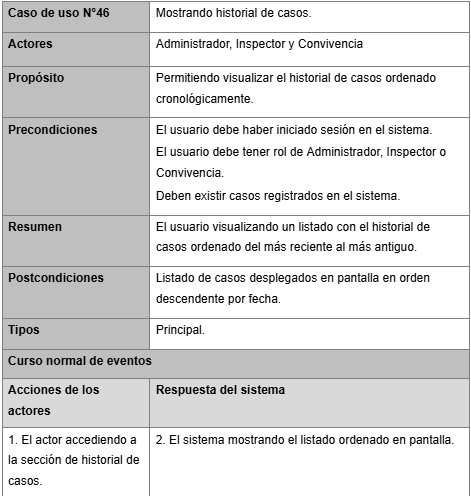 Caso de uso N°46 Mostrando historial de casos.
Actores Administrador, Inspector y Convivencia
Propósito Permitiendo visualizar el historial de casos ordenado
cronológicamente.
Precondiciones El usuario debe haber iniciado sesión en el sistema.
El usuario debe tener rol de Administrador, Inspector o
Convivencia.
Deben existir casos registrados en el sistema.
Resumen El usuario visualizando un listado con el historial de
casos ordenado del más reciente al más antiguo.
Postcondiciones Listado de casos desplegados en pantalla en orden
descendente por fecha.
Tipos Principal.
Curso normal de eventos
Acciones de los
actores
Respuesta del sistema
1. El actor accediendo a
la sección de historial de
casos.
2. El sistema mostrando el listado ordenado en pantalla.